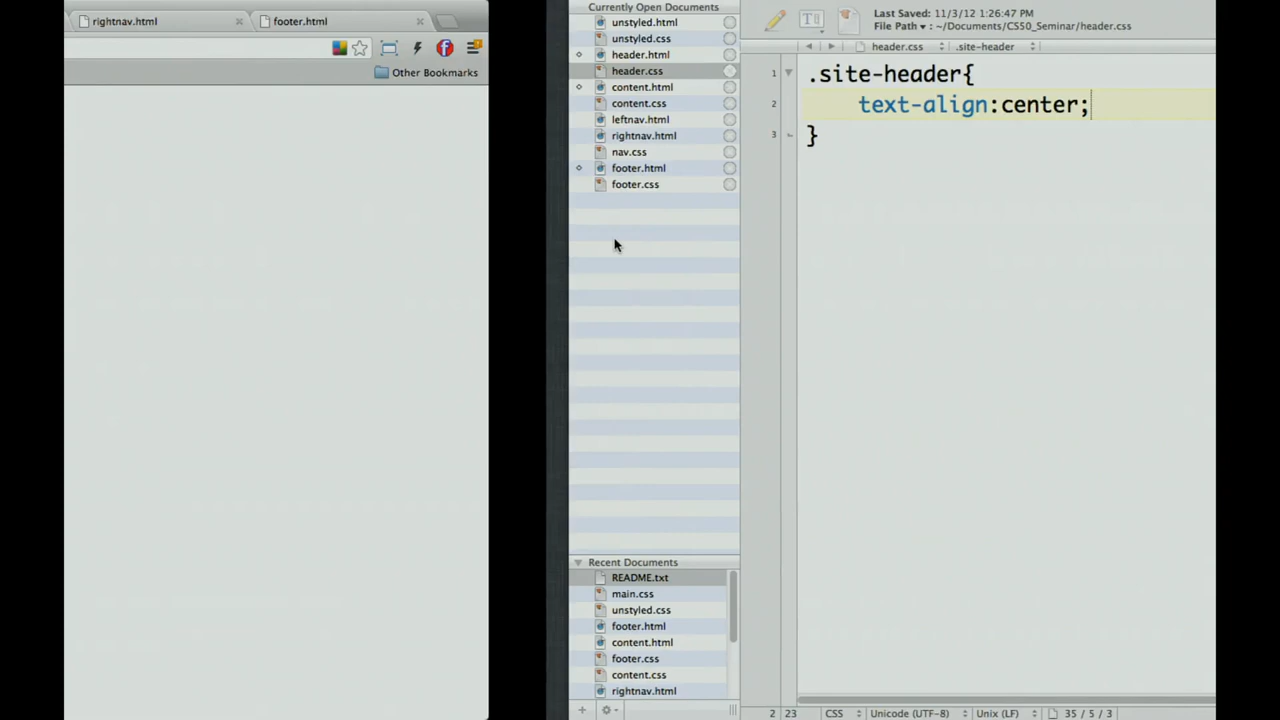 rightnav.html
footer.html
Other Bookmarks
Currently Open Documents
unstyled.html
unstyled.css
header.html
header.css
content.html
content.css
leftnav.html
rightnav.html
nav.css
footer.html
footer.css
Recent Documents
README.txt
main.css
unstyled.css
footer.html
content.html
footer.css
content.css
rightnav.html
Last Saved: 11/3/12 1:26:47 PM
File Path ▾ : ~/Documents/CS50_Seminar/header.css
header.css .site-header
1 .site-header{
2 text-align:center;
3 }
2 23 CSS Unicode (UTF-8) Unix (LF) 35 / 5 / 3